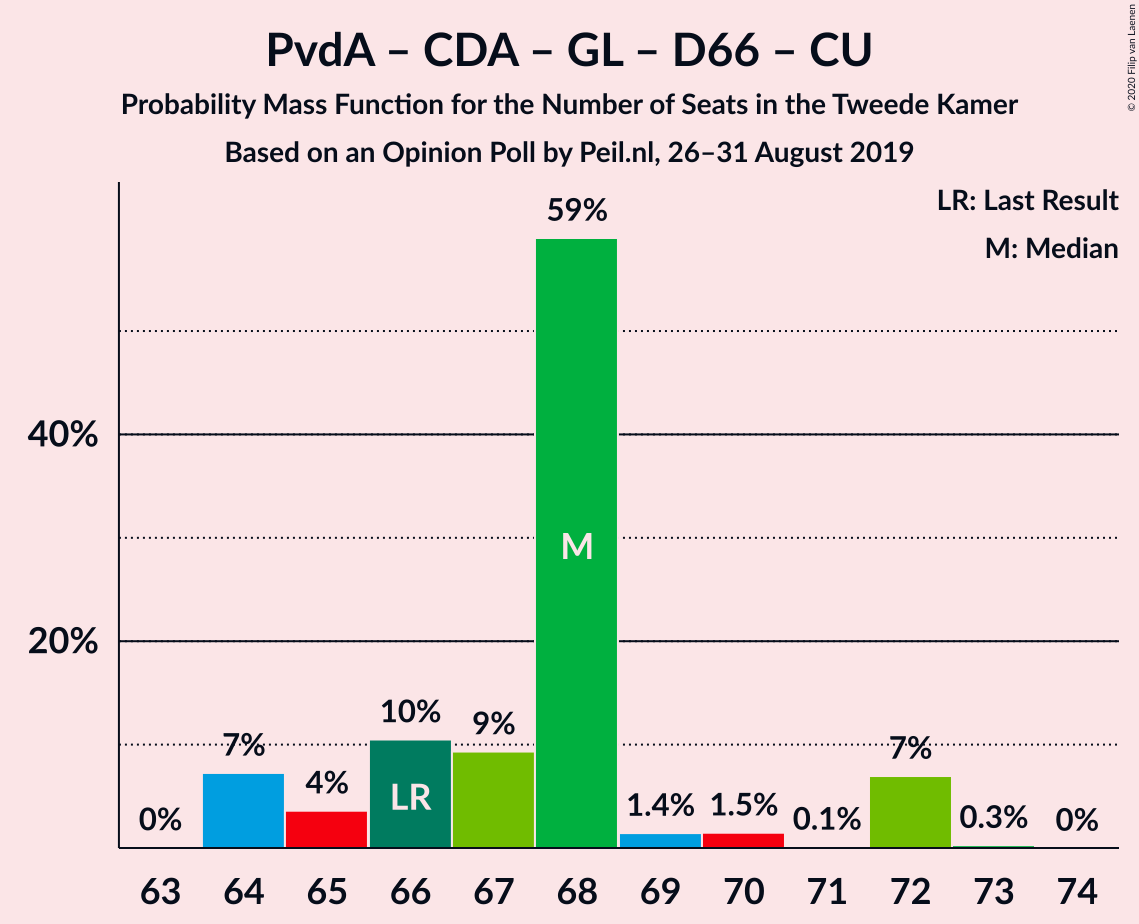 PvdA – CDA – GL – D66 – CU
Probability Mass Function for the Number of Seats in the Tweede Kamer
Based on an Opinion Poll by Peil.nl, 26–31 August 2019
© 2020 Filip van Laenen
LR: Last Result
M: Median
59%
40%
M
20%
10%
9%
7%
7%
4%
LR
1.4%
1.5%
0%
0.1%
0.3%
0%
63 64 65 66 67 68 69 70 71 72 73 74